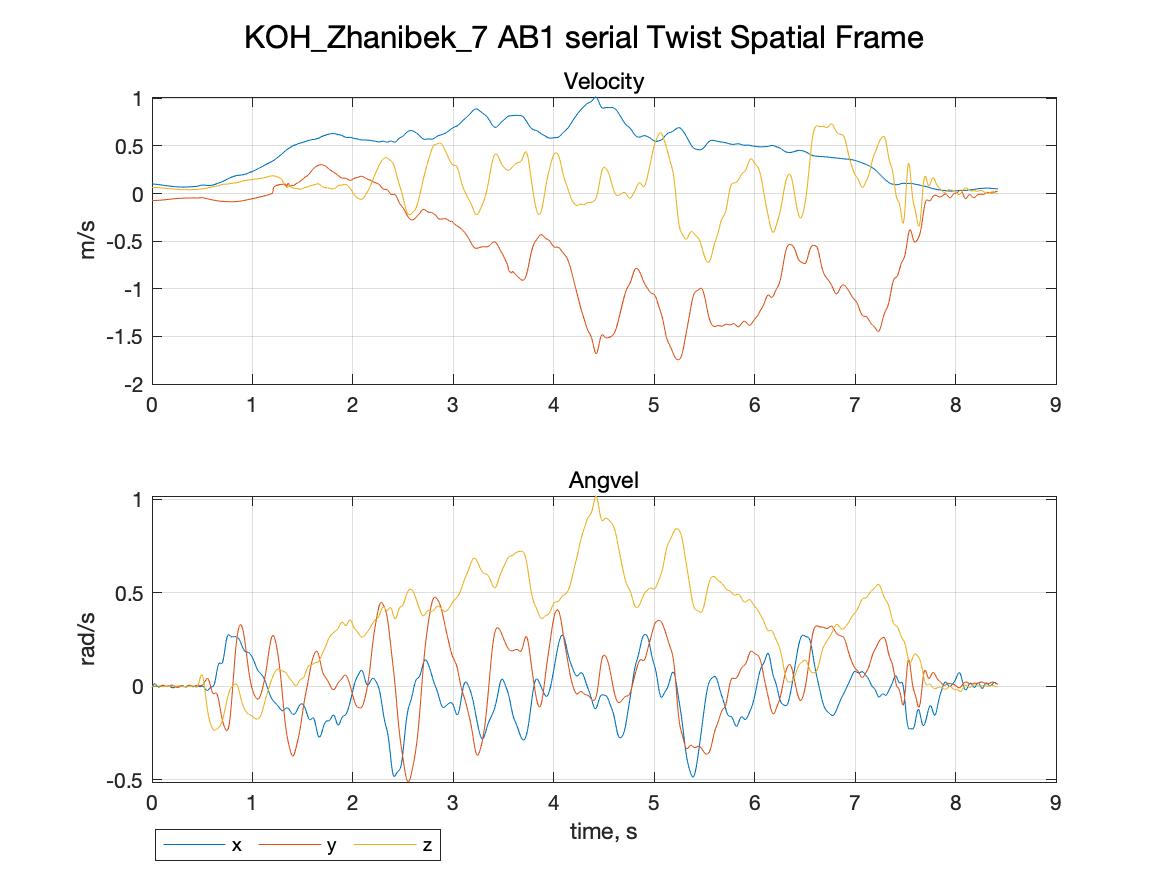 KOH_Zhanibek_7 AB1 serial Twist Spatial Frame
Velocity
1
0.5
0
-0.5
-1
-1.5
-2
m/s
0 1 2 3 4 5 6 7 8 9
Angvel
1
0.5
0
-0.5
rad/s
0 1 2 3 4 5 6 7 8 9
time, s
x y z